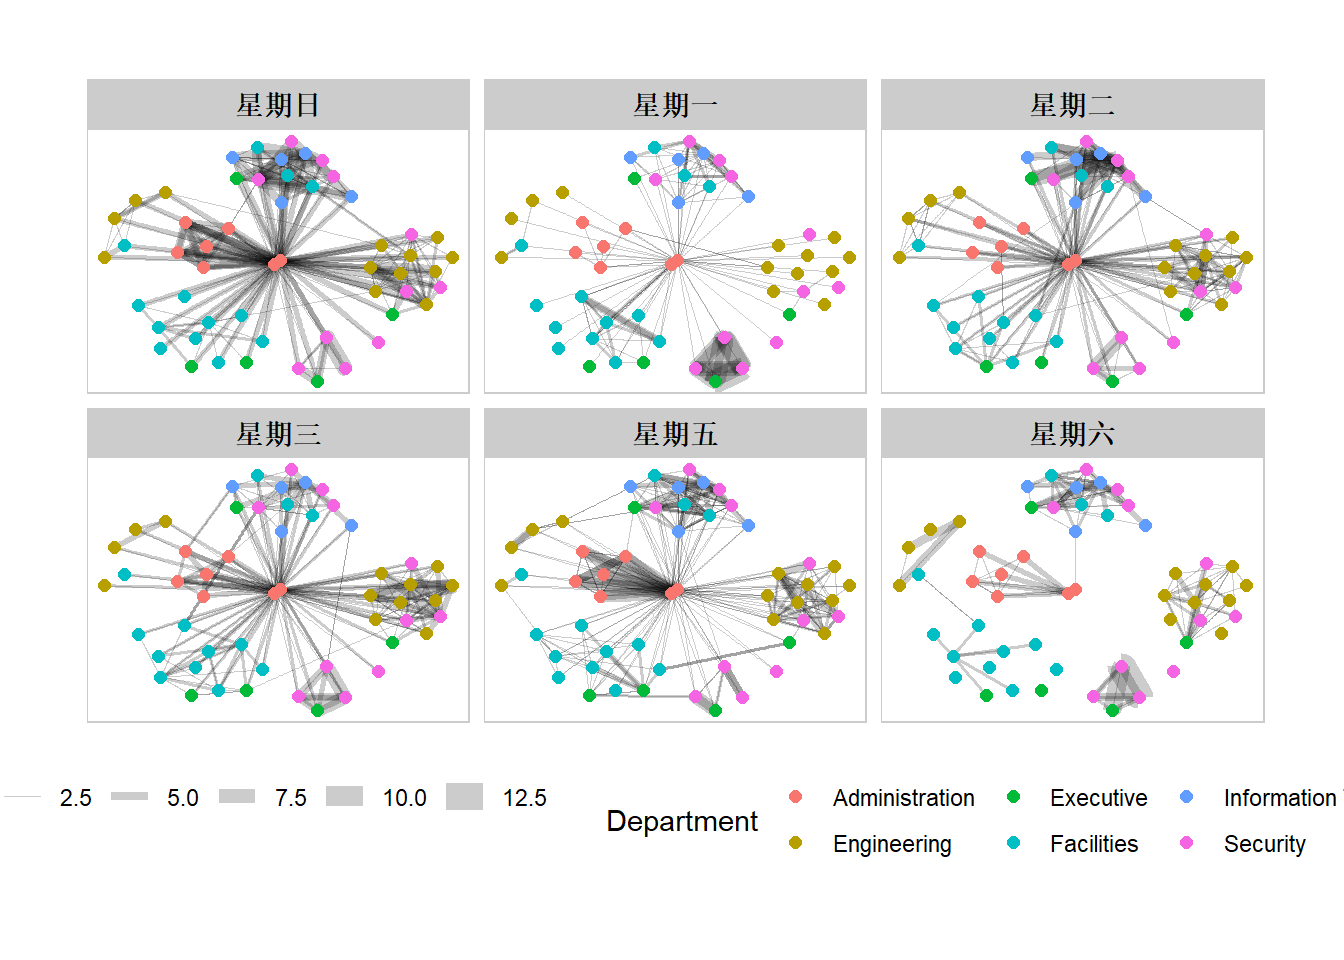 星期日 星期一 星期二
星期三 星期五 星期六
2.5 5.0 7.5 10.0 12.5
Department
Administration Executive Information
Engineering Facilities Security